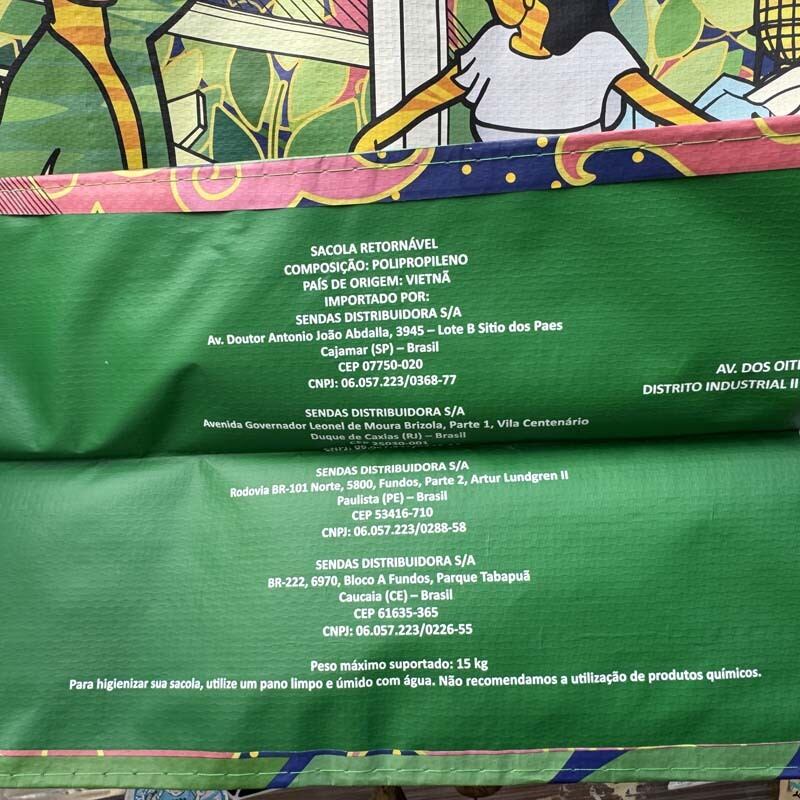 SACOLA RETORNÁVEL
COMPOSIÇÃO: POLIPROPILENO
PAÍS DE ORIGEM: VIETNÃ
IMPORTADO POR:
SENDAS DISTRIBUIDORA S/A
Av. Doutor Antonio João Abdalla, 3945 – Lote B Sitio dos Paes
Cajamar (SP) – Brasil
CEP 07750-020
CNPJ: 06.057.223/0368-77
SENDAS DISTRIBUIDORA S/A
Avenida Governador Leonel de Moura Brizola, Parte 1, Vila Centenário
Duque de Caxias (RJ) – Brasil
CEP 25030-001
SENDAS DISTRIBUIDORA S/A
Rodovia BR-101 Norte, 5800, Fundos, Parte 2, Artur Lundgren II
Paulista (PE) – Brasil
CEP 53416-710
CNPJ: 06.057.223/0288-58
SENDAS DISTRIBUIDORA S/A
BR-222, 6970, Bloco A Fundos, Parque Tabapuã
Caucaia (CE) – Brasil
CEP 61635-365
CNPJ: 06.057.223/0226-55
Peso máximo suportado: 15 kg
Para higienizar sua sacola, utilize um pano limpo e úmido com água. Não recomendamos a utilização de produtos químicos.
AV. DOS OITI
DISTRITO INDUSTRIAL II